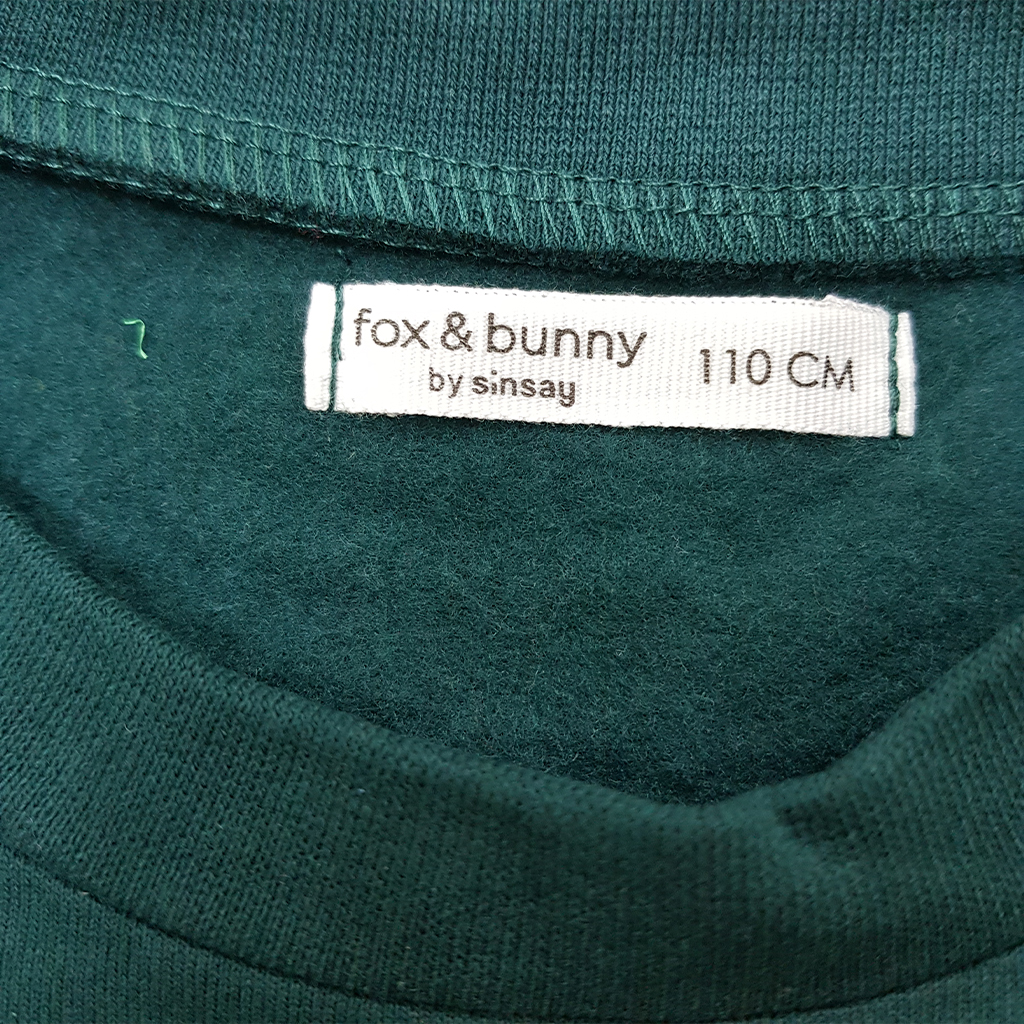 fox & bunny
by sinsay
110 CM